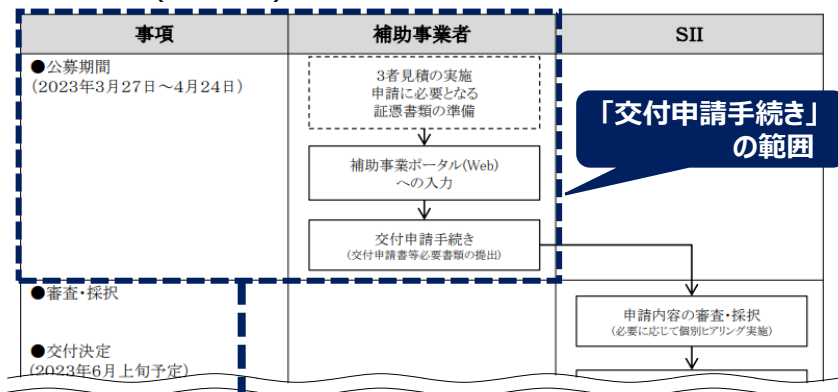 事項
補助事業者
SII
●公募期間
(2023年3月27日～4月24日)
3者見積の実施
申請に必要となる
証憑書類の準備
補助事業ポータル(Web)
への入力
交付申請手続き
(交付申請書等必要書類の提出)
「交付申請手続き」
の範囲
●審査・採択
申請内容の審査・採択
(必要に応じて個別ヒアリング実施)
●交付決定
(2023年6月上旬予定)